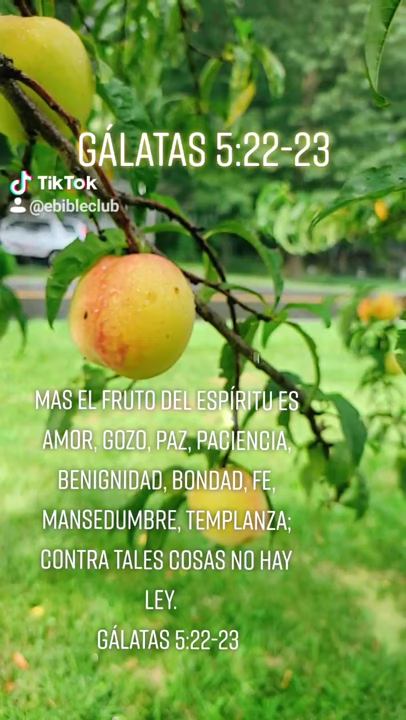 GÁLATAS 5:22-23
TikTok
@ebibleclub
MAS EL FRUTO DEL ESPÍRITU ES
AMOR, GOZO, PAZ, PACIENCIA,
BENIGNIDAD, BONDAD, FE,
MANSEDUMBRE, TEMPLANZA;
CONTRA TALES COSAS NO HAY
LEY.
GÁLATAS 5:22-23